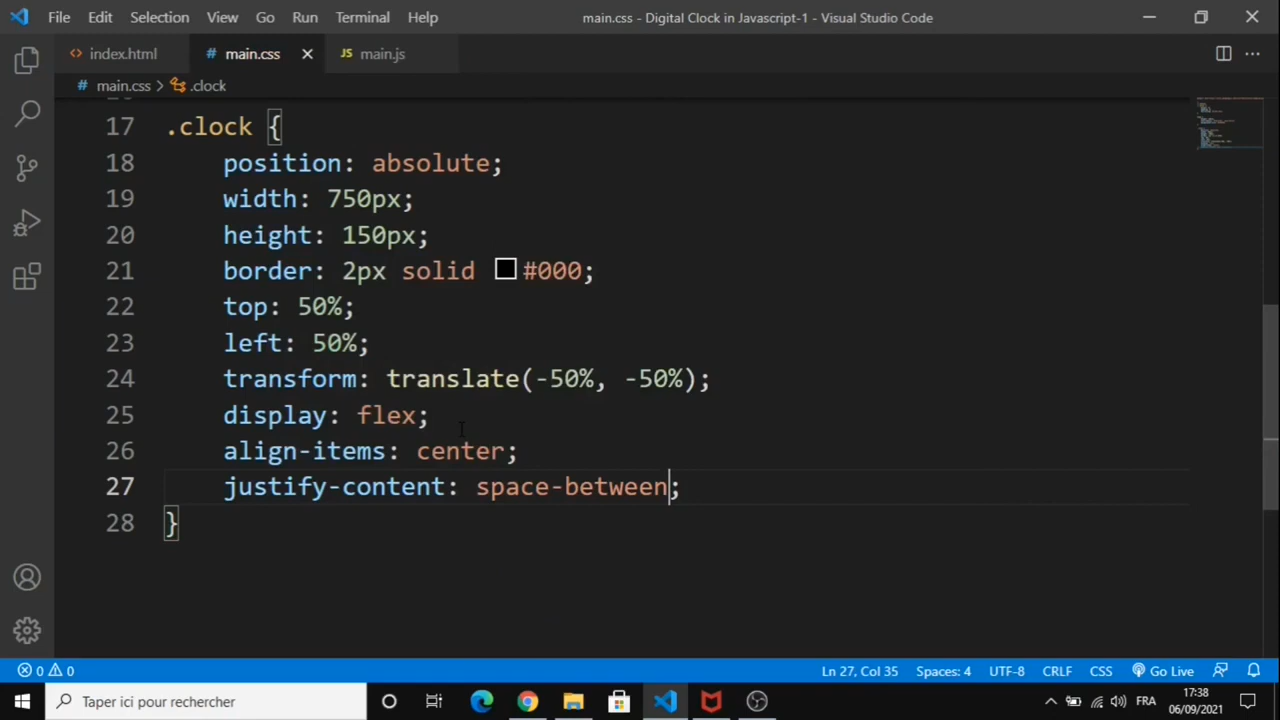 File Edit Selection View Go Run Terminal Help main.css - Digital Clock in Javascript-1 - Visual Studio Code
index.html # main.css JS main.js
# main.css > .clock
17 .clock {
18 position: absolute;
19 width: 750px;
20 height: 150px;
21 border: 2px solid #000;
22 top: 50%;
23 left: 50%;
24 transform: translate(-50%, -50%);
25 display: flex;
26 align-items: center;
27 justify-content: space-between;
28 }
0 0 Ln 27, Col 35 Spaces: 4 UTF-8 CRLF CSS Go Live
Taper ici pour rechercher FRA 17:38
06/09/2021